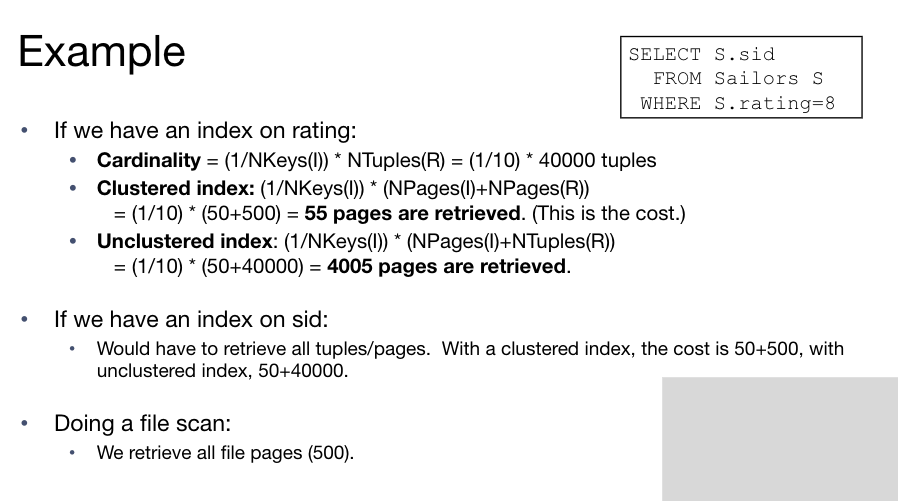 Example
SELECT S.sid
FROM Sailors S
WHERE S.rating=8
• If we have an index on rating:
• Cardinality = (1/NKeys(I)) * NTuples(R) = (1/10) * 40000 tuples
• Clustered index: (1/NKeys(I)) * (NPages(I)+NPages(R))
= (1/10) * (50+500) = 55 pages are retrieved. (This is the cost.)
• Unclustered index: (1/NKeys(I)) * (NPages(I)+NTuples(R))
= (1/10) * (50+40000) = 4005 pages are retrieved.
• If we have an index on sid:
• Would have to retrieve all tuples/pages. With a clustered index, the cost is 50+500, with
unclustered index, 50+40000.
• Doing a file scan:
• We retrieve all file pages (500).